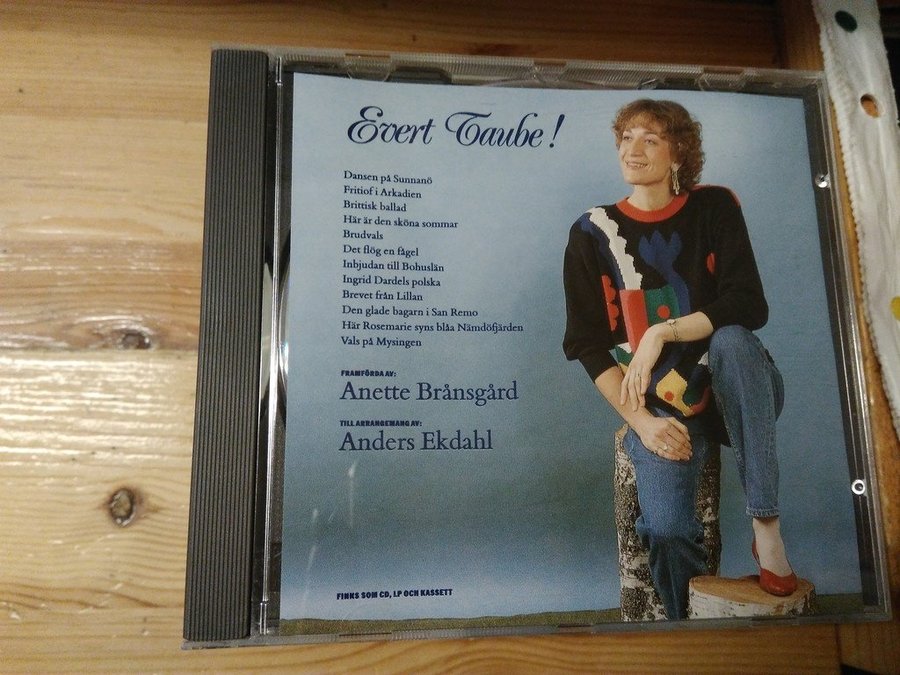 Evert Taube!
Dansen på Sunnanö
Fritiof i Arkadien
Brittisk ballad
Här är den sköna sommar
Brudvals
Det flög en fågel
Inbjudan till Bohuslän
Ingrid Dardels polska
Brevet från Lillan
Den glade bagarn i San Remo
Här Rosemarie syns blåa Nämdöfjärden
Vals på Mysingen
FRAMFÖRDA AV:
Anette Brånsgård
TILL ARRANGEMANG AV:
Anders Ekdahl
FINNS SOM CD, LP OCH KASSETT